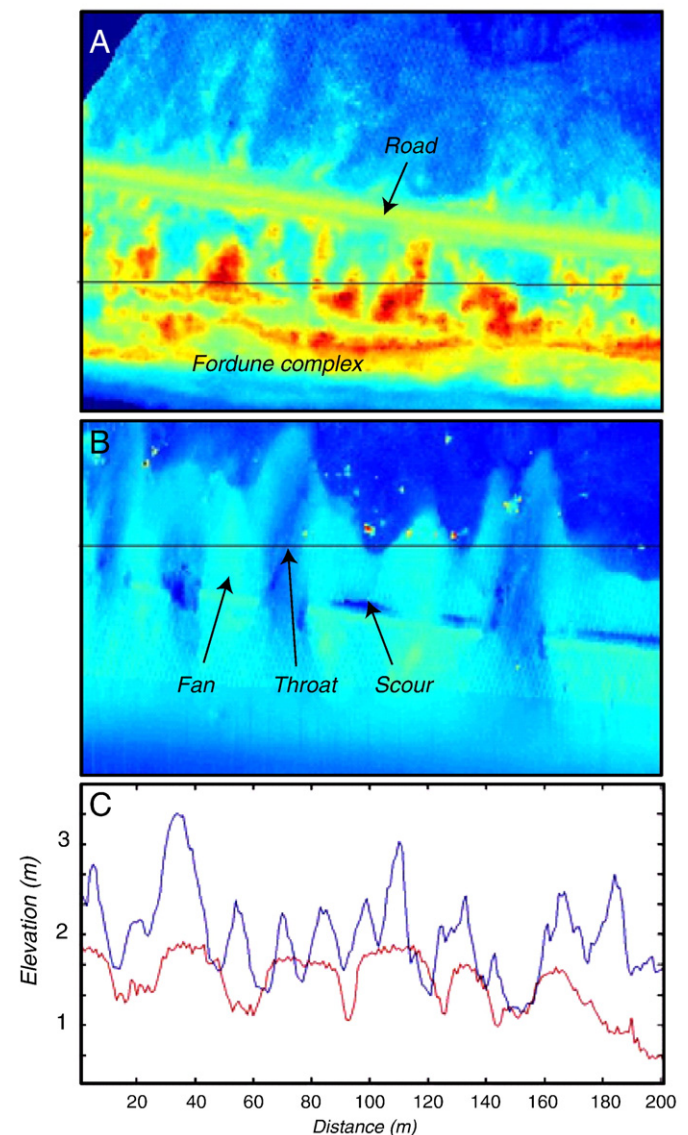 A
Road
Fordune complex
B
Fan Throat Scour
C
3
2
1
Elevation (m)
20 40 60 80 100 120 140 160 180 200
Distance (m)